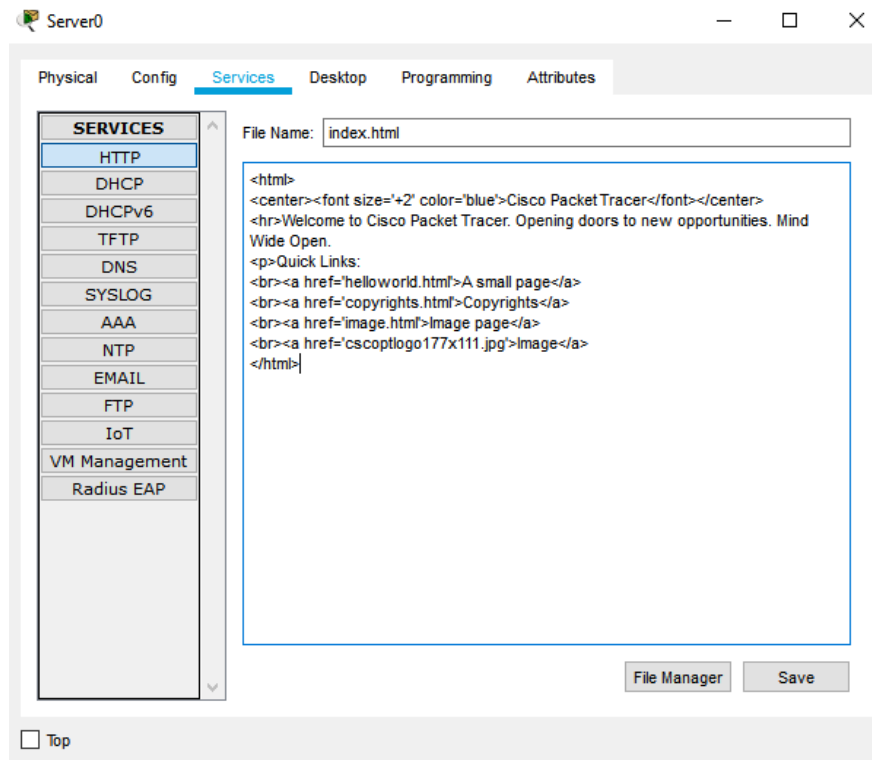 Server0
Physical Config Services Desktop Programming Attributes
SERVICES
HTTP
DHCP
DHCPv6
TFTP
DNS
SYSLOG
AAA
NTP
EMAIL
FTP
IoT
VM Management
Radius EAP
File Name: index.html
<html>
<center><font size='+2' color='blue'>Cisco Packet Tracer</font></center>
<hr>Welcome to Cisco Packet Tracer. Opening doors to new opportunities. Mind
Wide Open.
<p>Quick Links:
<br><a href='helloworld.html'>A small page</a>
<br><a href='copyrights.html'>Copyrights</a>
<br><a href='image.html'>Image page</a>
<br><a href='cscoptlogo177x111.jpg'>Image</a>
</html>
File Manager Save
Top